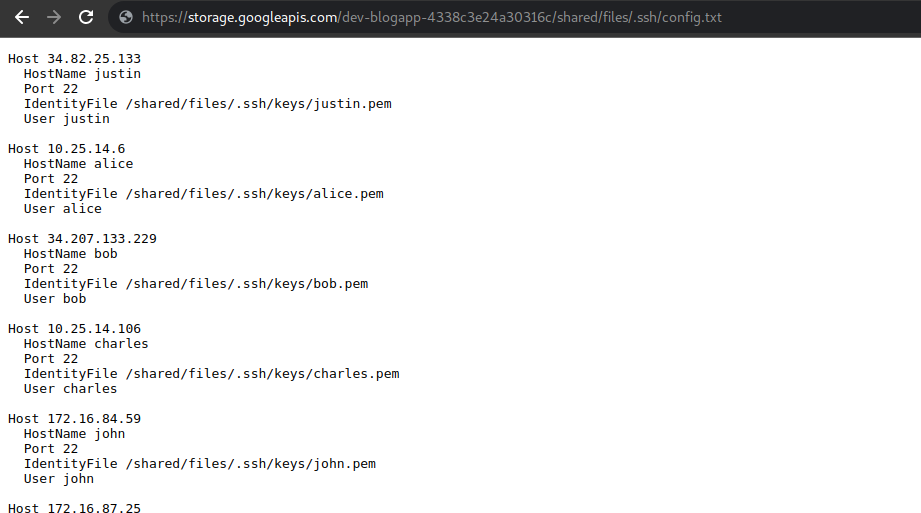 https://storage.googleapis.com/dev-blogapp-4338c3e24a30316c/shared/files/.ssh/config.txt
Host 34.82.25.133
  HostName justin
  Port 22
  IdentityFile /shared/files/.ssh/keys/justin.pem
  User justin

Host 10.25.14.6
  HostName alice
  Port 22
  IdentityFile /shared/files/.ssh/keys/alice.pem
  User alice

Host 34.207.133.229
  HostName bob
  Port 22
  IdentityFile /shared/files/.ssh/keys/bob.pem
  User bob

Host 10.25.14.106
  HostName charles
  Port 22
  IdentityFile /shared/files/.ssh/keys/charles.pem
  User charles

Host 172.16.84.59
  HostName john
  Port 22
  IdentityFile /shared/files/.ssh/keys/john.pem
  User john

Host 172.16.87.25